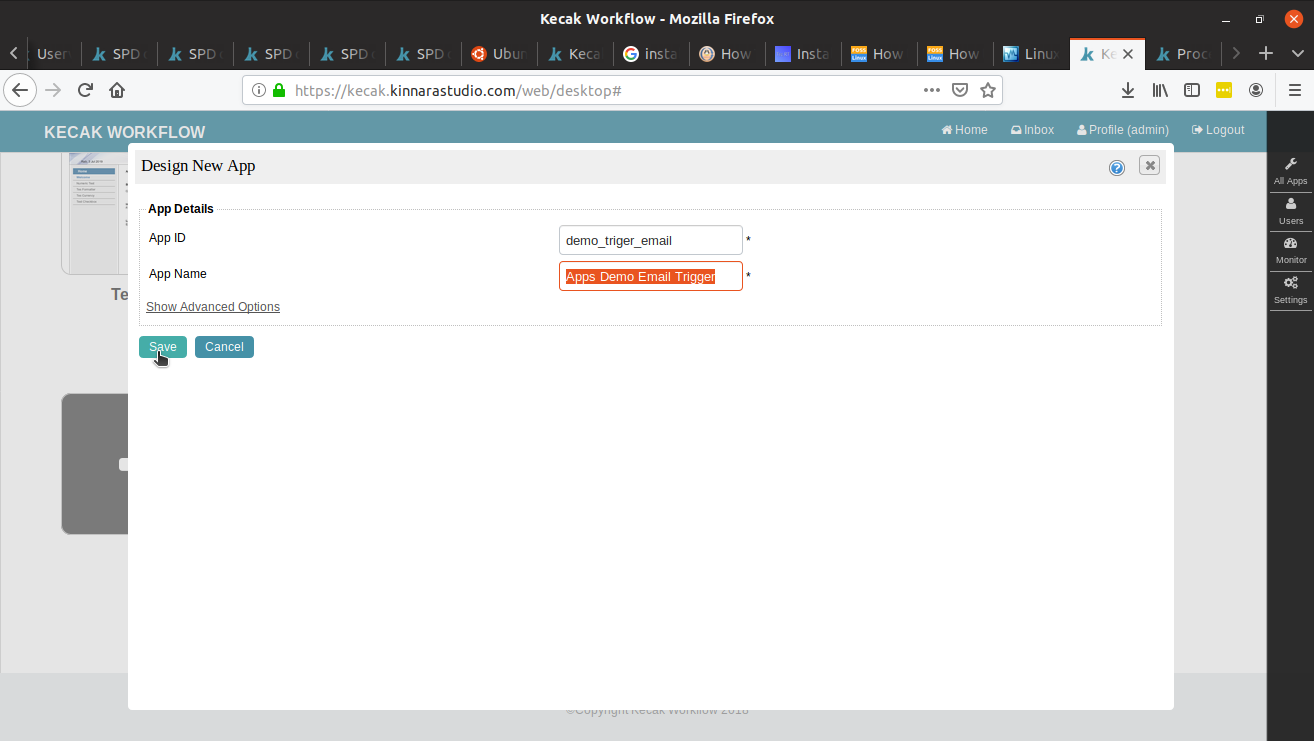 Kecak Workflow - Mozilla Firefox
User
SPD
SPD
SPD
SPD
SPD
Ubun
Keca
insta
How
Insta
How
How
Linux
Ke
Proc
https://kecak.kinnarastudio.com/web/desktop#
KECAK WORKFLOW
Home
Inbox
Profile (admin)
Logout
Design New App
App Details
App ID
demo_triger_email
*
App Name
Apps Demo Email Trigger
*
Show Advanced Options
Save
Cancel
All Apps
Users
Monitor
Settings
Te
©Copyright Kecak Workflow 2018